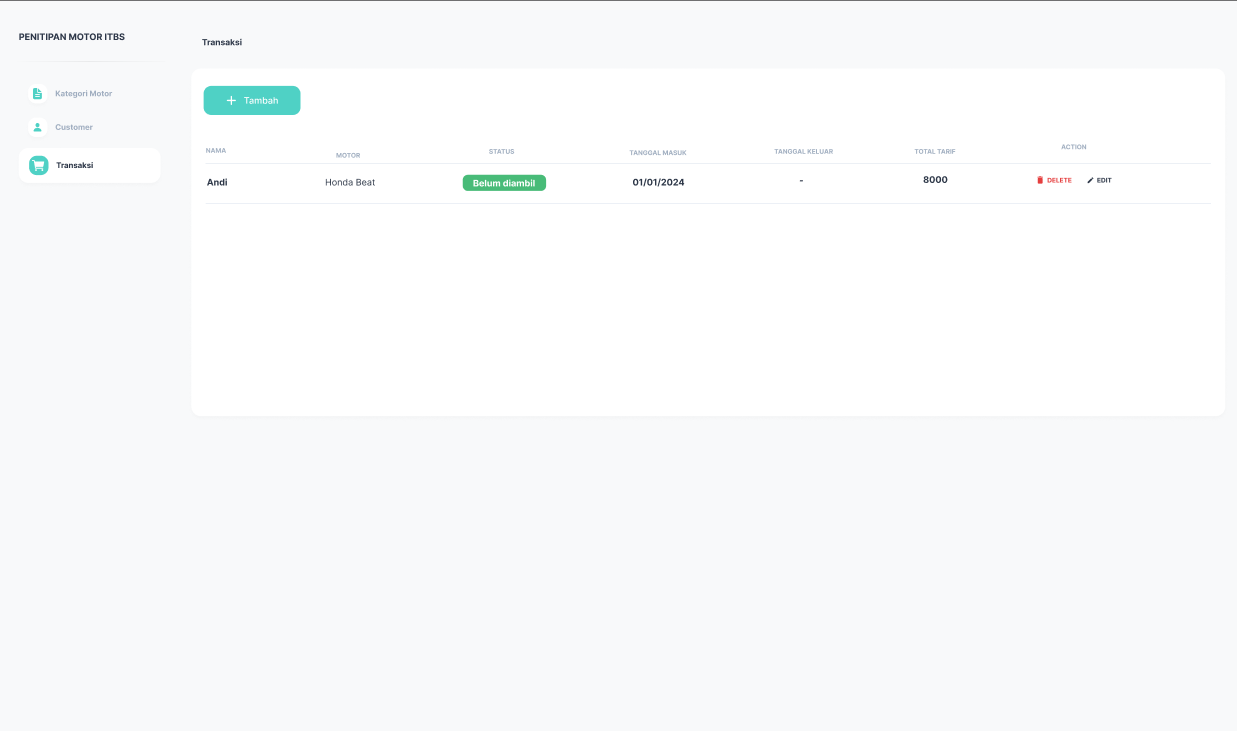 PENITIPAN MOTOR ITBS
Kategori Motor
Customer
Transaksi
Transaksi
Tambah
NAMA MOTOR STATUS TANGGAL MASUK TANGGAL KELUAR TOTAL TARIF ACTION
Andi Honda Beat Belum diambil 01/01/2024 - 8000 DELETE EDIT